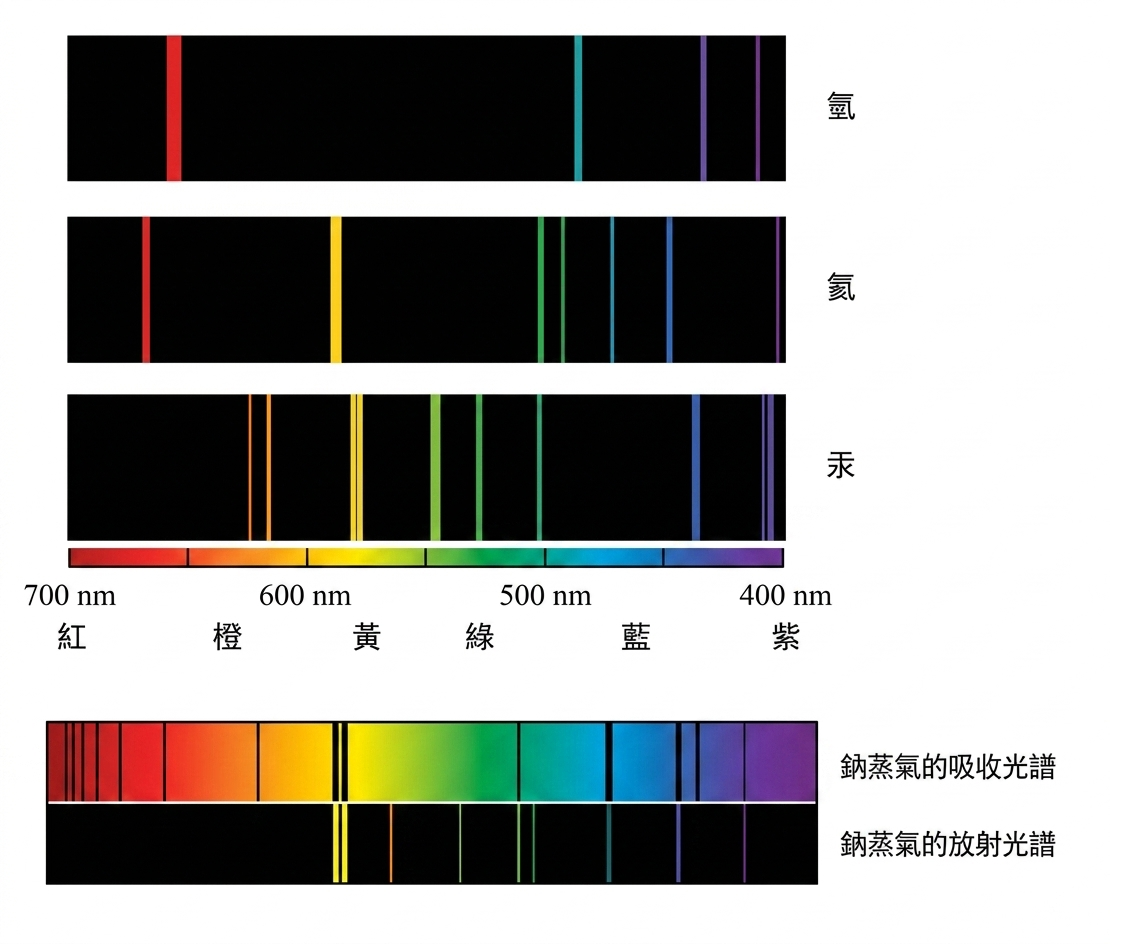 氫
氦
汞
700 nm 600 nm 500 nm 400 nm
紅 橙 黃 綠 藍 紫
鈉蒸氣的吸收光譜
鈉蒸氣的放射光譜